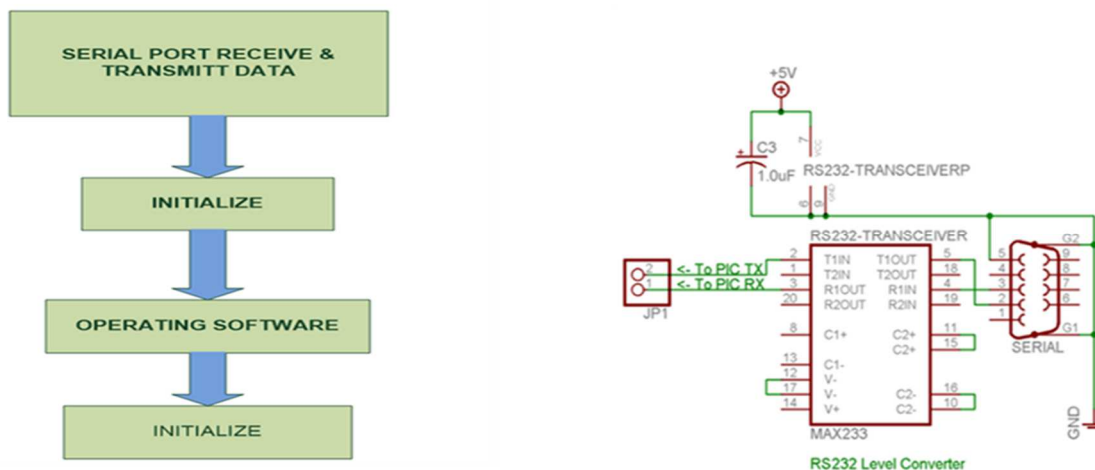 SERIAL PORT RECEIVE &
TRANSMITT DATA
INITIALIZE
OPERATING SOFTWARE
INITIALIZE
+5V
C3
1.0uF
+
7
VCC
RS232-TRANSCEIVERP
6
9
GND
RS232-TRANSCEIVER
2 T1IN T1OUT 5
1 T2IN T2OUT 18
3 R1OUT R1IN 4
20 R2OUT R2IN 19
8 C1+ C2+ 11
C2+ 15
13 C1-
12 V-
17 V- C2- 16
14 V+ C2- 10
MAX233
RS232 Level Converter
2 <- To PIC TX
1 <- To PIC RX
JP1
G2
5 9
4 8
3 7
2 6
1
G1
SERIAL
GND